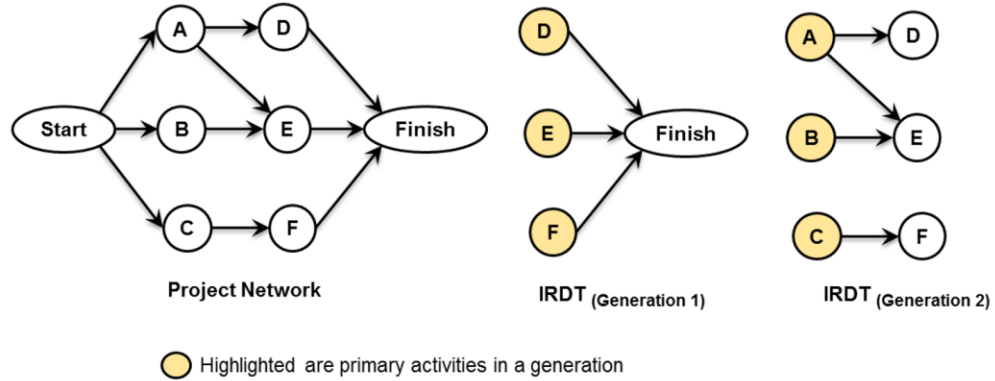 A
D
D
A
D
Start
B
E
Finish
E
Finish
B
E
C
F
F
C
F
Project Network
IRDT (Generation 1)
IRDT (Generation 2)
Highlighted are primary activities in a generation